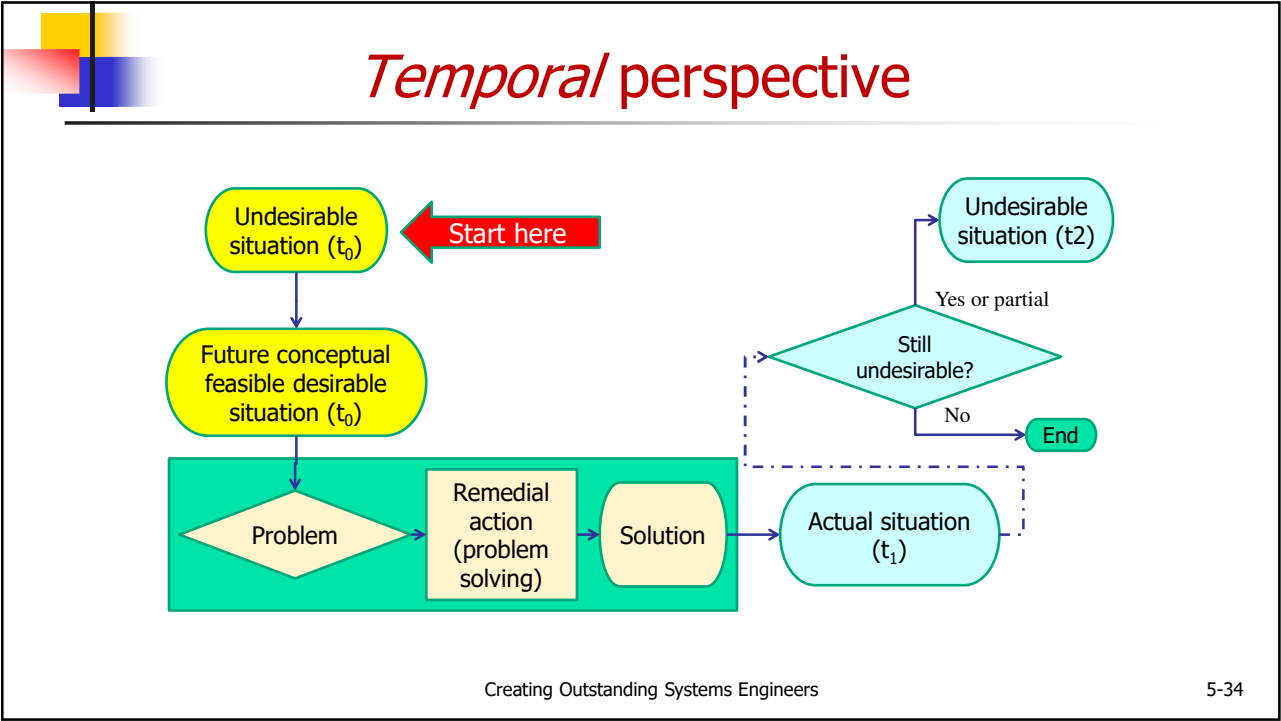 Temporal perspective
Undesirable
situation (t₀)
Start here
Future conceptual
feasible desirable
situation (t₀)
Problem
Remedial
action
(problem
solving)
Solution
Actual situation
(t₁)
Still
undesirable?
Yes or partial
Undesirable
situation (t2)
No
End
Creating Outstanding Systems Engineers
5-34